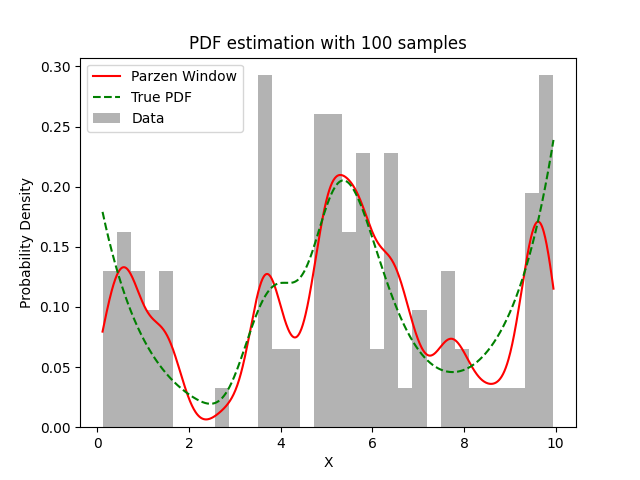 PDF estimation with 100 samples
Parzen Window
True PDF
Data
Probability Density
0.30
0.25
0.20
0.15
0.10
0.05
0.00
0 2 4 6 8 10
X